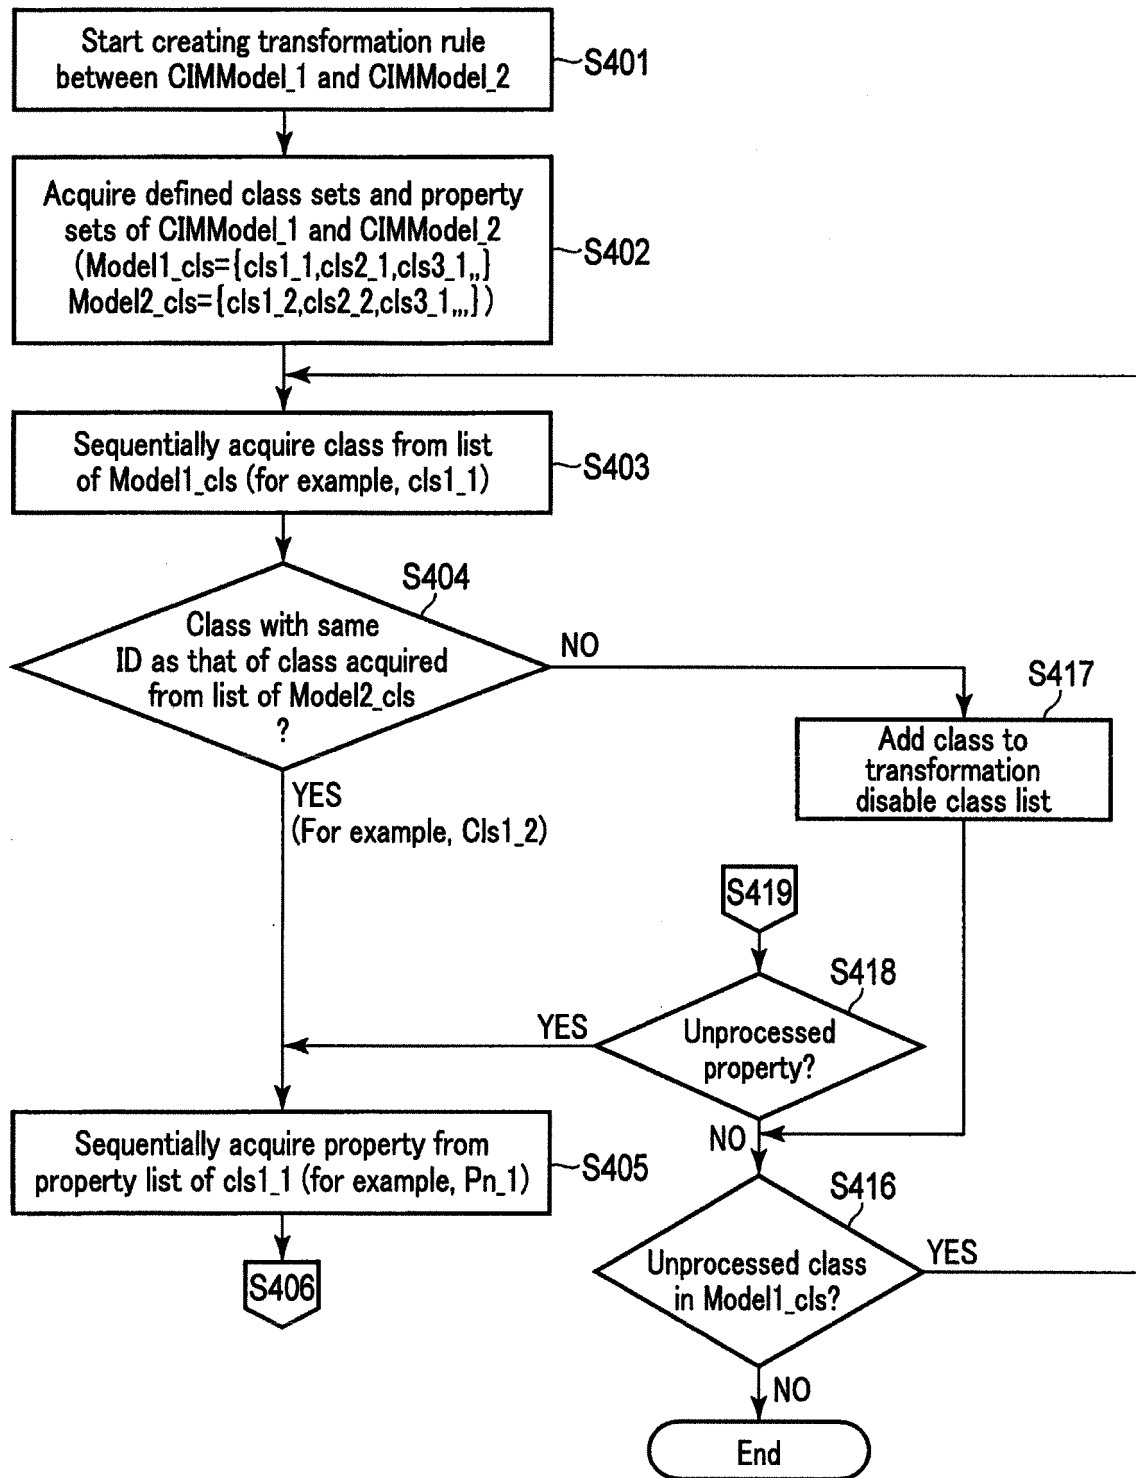 Start creating transformation rule
between CIMModel_1 and CIMModel_2
S401
Acquire defined class sets and property
sets of CIMModel_1 and CIMModel_2
(Model1_cls={cls1_1,cls2_1,cls3_1,,,}
Model2_cls={cls1_2,cls2_2,cls3_1,,,,})
S402
Sequentially acquire class from list
of Model1_cls (for example, cls1_1)
S403
S404
Class with same
ID as that of class acquired
from list of Model2_cls
?
NO
YES
(For example, Cls1_2)
S417
Add class to
transformation
disable class list
S419
S418
Unprocessed
property?
YES
NO
Sequentially acquire property from
property list of cls1_1 (for example, Pn_1)
S405
S406
S416
Unprocessed class
in Model1_cls?
YES
NO
End